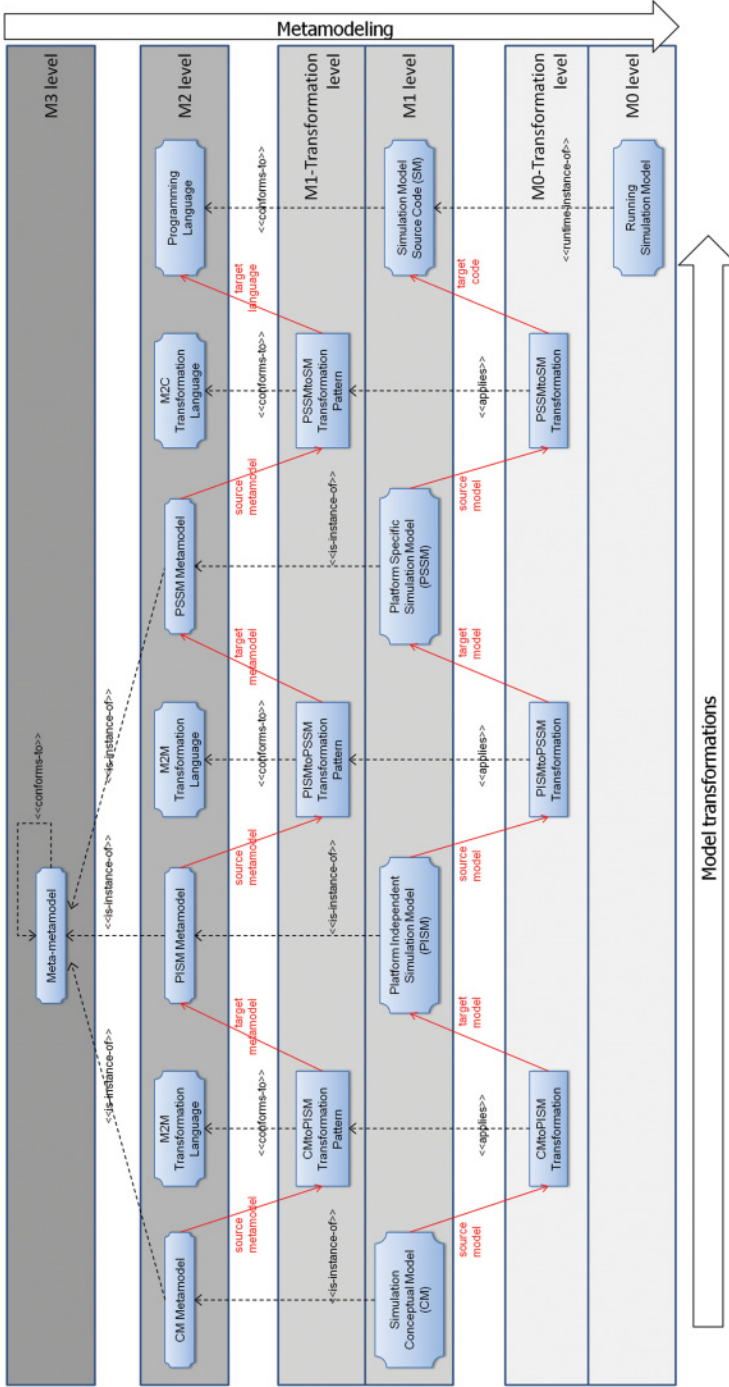 Metamodeling
M3 level
Meta-metamodel
<<conforms-to>>
<<is-instance-of>>
<<is-instance-of>>
<<is-instance-of>>
M2 level
CM Metamodel
M2M
Transformation
Language
PISM Metamodel
M2M
Transformation
Language
PSSM Metamodel
M2C
Transformation
Language
Programming
Language
source
metamodel
<<conforms-to>>
target
metamodel
source
metamodel
<<conforms-to>>
target
metamodel
source
metamodel
<<conforms-to>>
target
language
<<conforms-to>>
M1-Transformation
level
<<is-instance-of>>
CMtoPISM
Transformation
Pattern
<<is-instance-of>>
PISMtoPSSM
Transformation
Pattern
<<is-instance-of>>
PSSMtoSM
Transformation
Pattern
M1 level
Simulation
Conceptual Model
(CM)
Platform Independent
Simulation Model
(PISM)
Platform Specific
Simulation Model
(PSSM)
Simulation Model
Source Code (SM)
source
model
<<applies>>
target
model
source
model
<<applies>>
target
model
source
model
<<applies>>
target
code
<<runtime-instance-of>>
M0-Transformation
level
CMtoPISM
Transformation
PISMtoPSSM
Transformation
PSSMtoSM
Transformation
M0 level
Running
Simulation Model
Model transformations